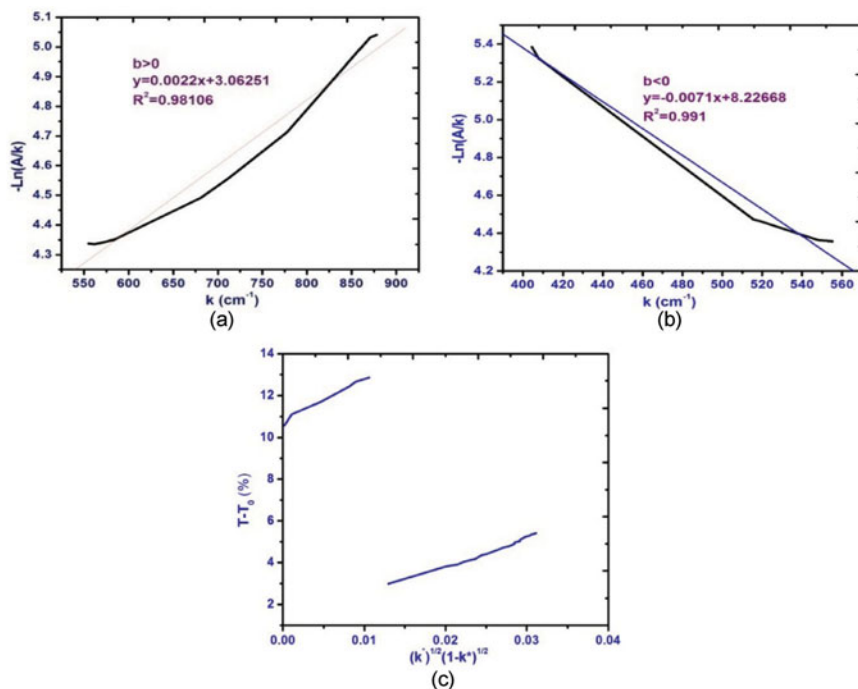 5.1
5.0
4.9
4.8
4.7
4.6
4.5
4.4
4.3
-Ln(A/k)
b>0
y=0.0022x+3.06251
R²=0.98106
550 600 650 700 750 800 850 900
k (cm⁻¹)
(a)
5.4
5.2
5.0
4.8
4.6
4.4
4.2
-Ln(A/k)
b<0
y=-0.0071x+8.22668
R²=0.991
400 420 440 460 480 500 520 540 560
k (cm⁻¹)
(b)
14
12
10
8
6
4
2
T-T₀ (%)
0.00 0.01 0.02 0.03 0.04
(k*)^1/2(1-k*)^1/2
(c)